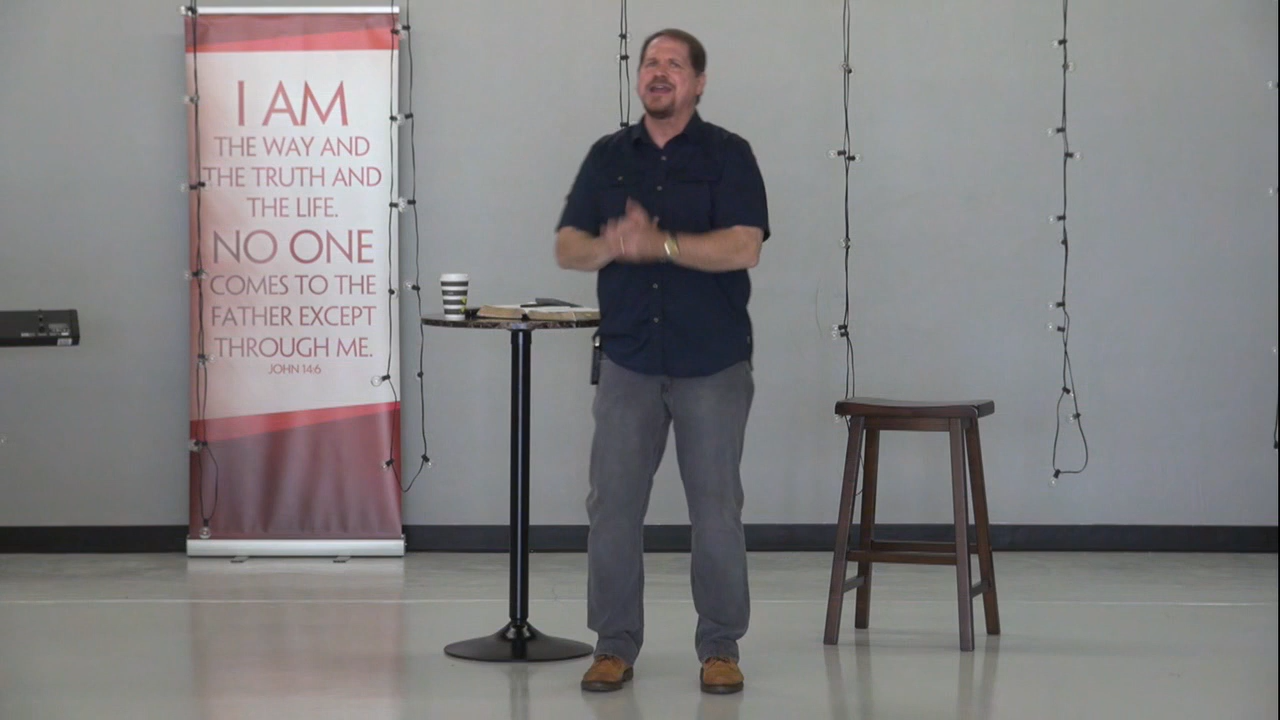 I AM
THE WAY AND
THE TRUTH AND
THE LIFE.
NO ONE
COMES TO THE
FATHER EXCEPT
THROUGH ME.
JOHN 14:6